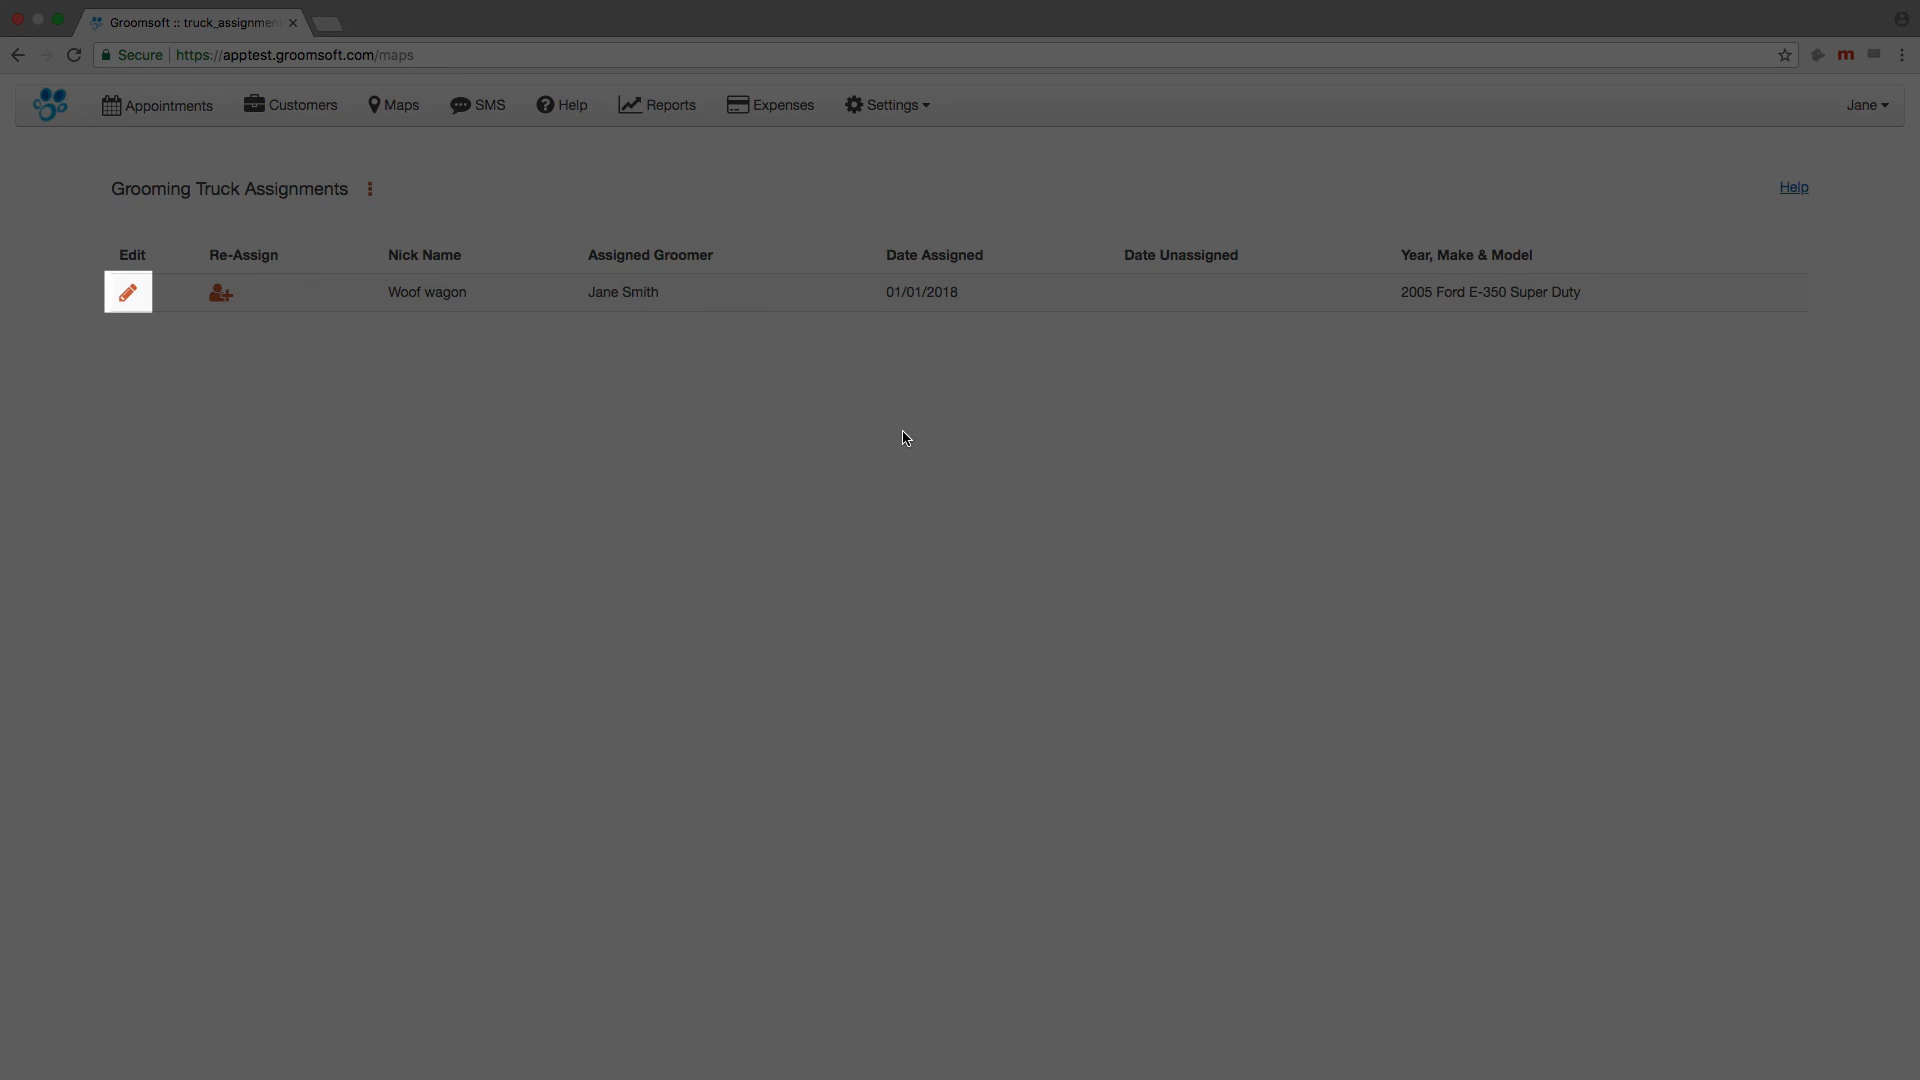 Groomsoft :: truck_assignmen
Secure https://apptest.groomsoft.com/maps
m
Appointments Customers Maps SMS Help Reports Expenses Settings Jane
Grooming Truck Assignments Help
Edit Re-Assign Nick Name Assigned Groomer Date Assigned Date Unassigned Year, Make & Model
Woof wagon Jane Smith 01/01/2018 2005 Ford E-350 Super Duty